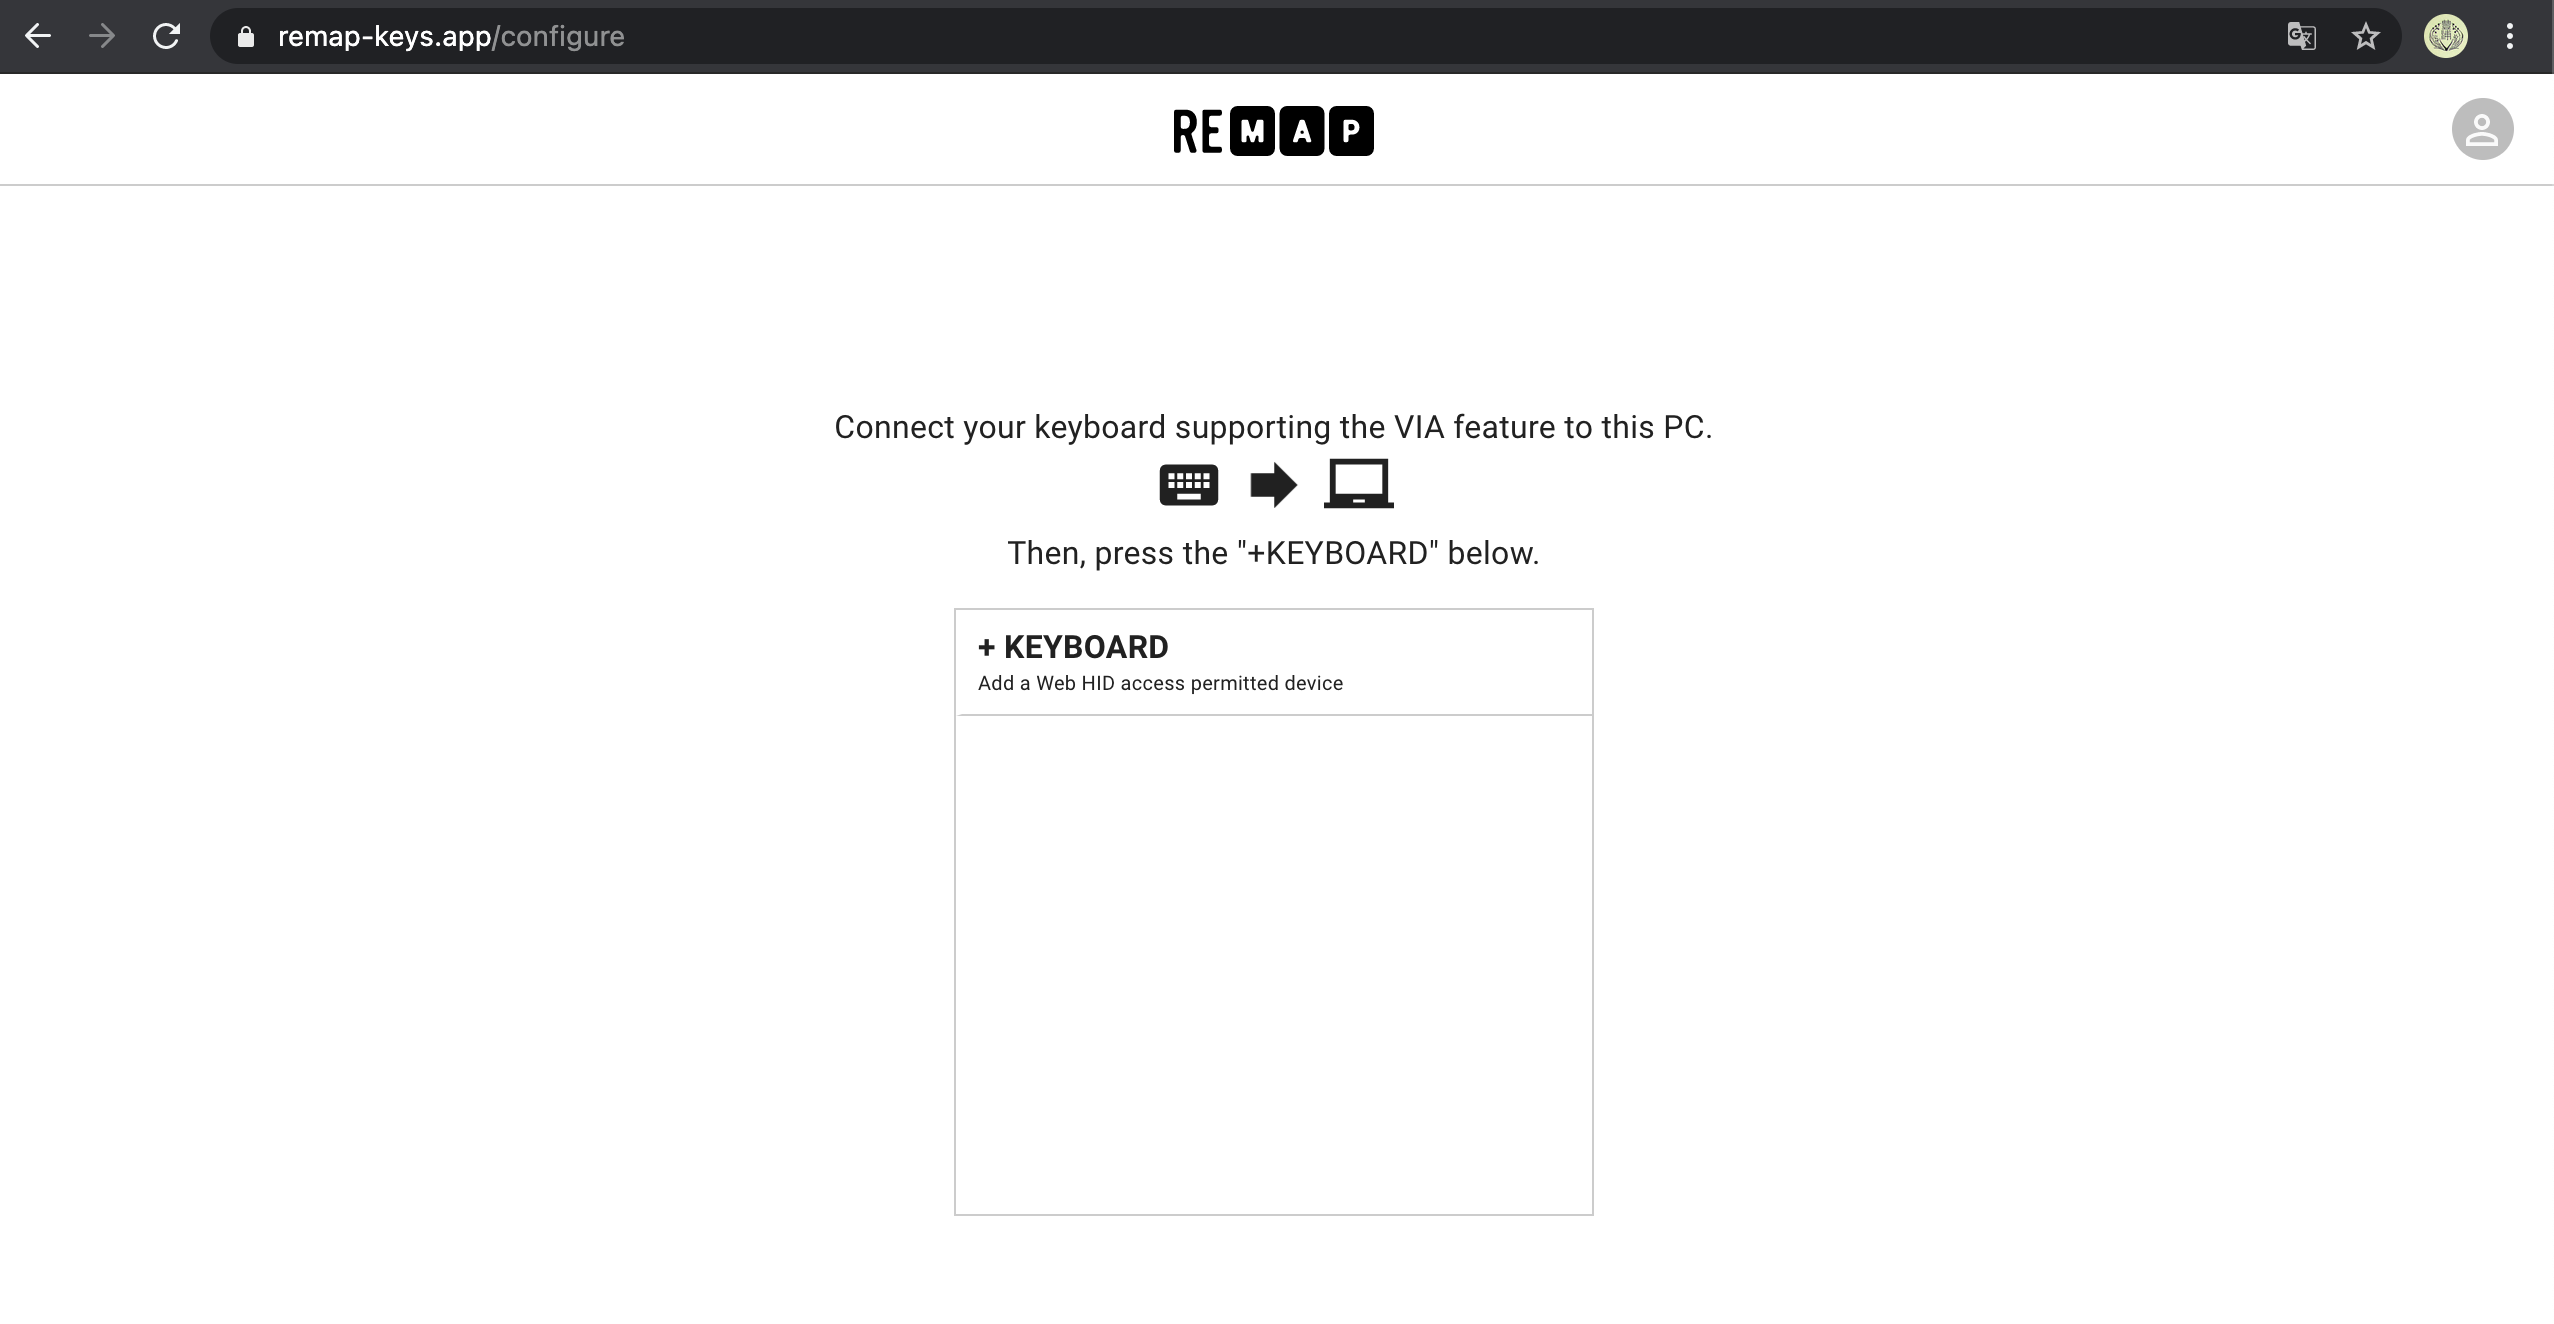 remap-keys.app/configure
REMAP
Connect your keyboard supporting the VIA feature to this PC.
Then, press the "+KEYBOARD" below.
+ KEYBOARD
Add a Web HID access permitted device